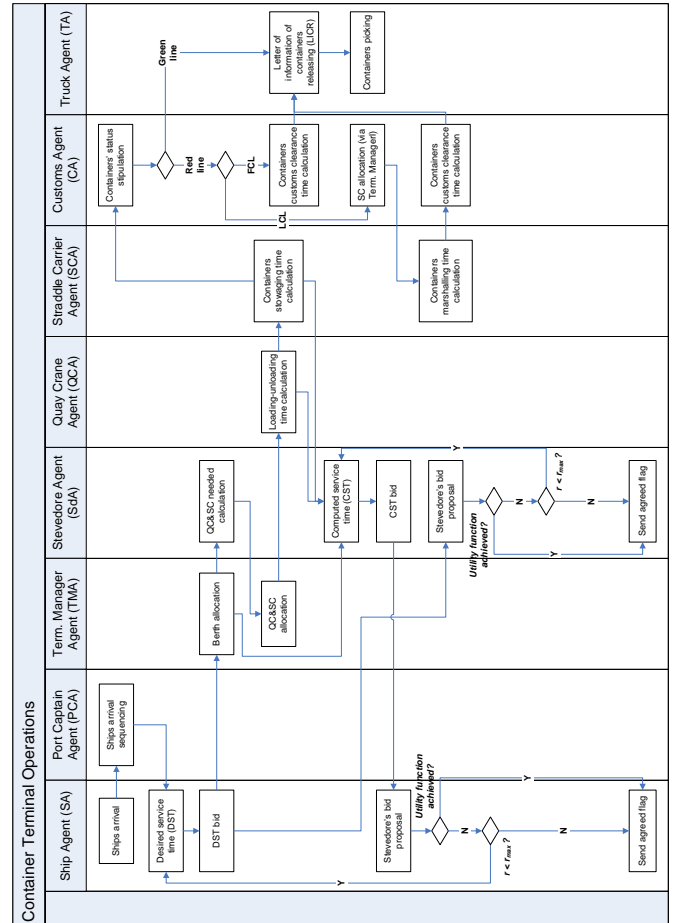 Container Terminal Operations
Ship Agent (SA)
Ships arrival
Desired service
time (DST)
DST bid
Stevedore's bid
proposal
Utility function
achieved?
N
Y
r < rmax ?
Y
N
Send agreed flag
Port Captain
Agent (PCA)
Ships arrival
sequencing
Term. Manager
Agent (TMA)
Berth allocation
QC&SC
allocation
Stevedore Agent
(SdA)
QC&SC needed
calculation
Computed service
time (CST)
CST bid
Stevedore's bid
proposal
Utility function
achieved?
N
Y
r < rmax ?
Y
N
Send agreed flag
Quay Crane
Agent (QCA)
Loading-unloading
time calculation
Straddle Carrier
Agent (SCA)
Containers
stowaging time
calculation
Containers
marshalling time
calculation
Customs Agent
(CA)
Containers' status
stipulation
Red
line
FCL
LCL
Containers
customs clearance
time calculation
SC allocation (via
Term. Managerl)
Containers
customs clearance
time calculation
Truck Agent (TA)
Green
line
Letter of
information of
containers
releasing (LICR)
Containers picking